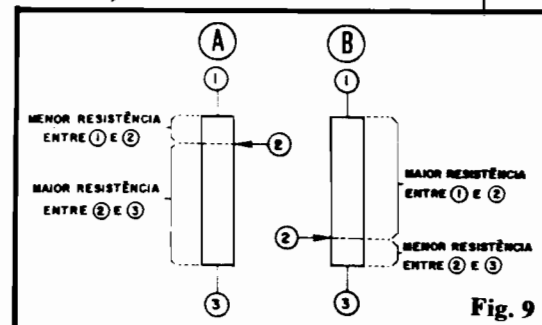 A
B
1
1
MENOR RESISTÊNCIA
ENTRE 1 E 2
2
MAIOR RESISTÊNCIA
ENTRE 2 E 3
MAIOR RESISTÊNCIA
ENTRE 1 E 2
2
MENOR RESISTÊNCIA
ENTRE 2 E 3
3
3
Fig. 9